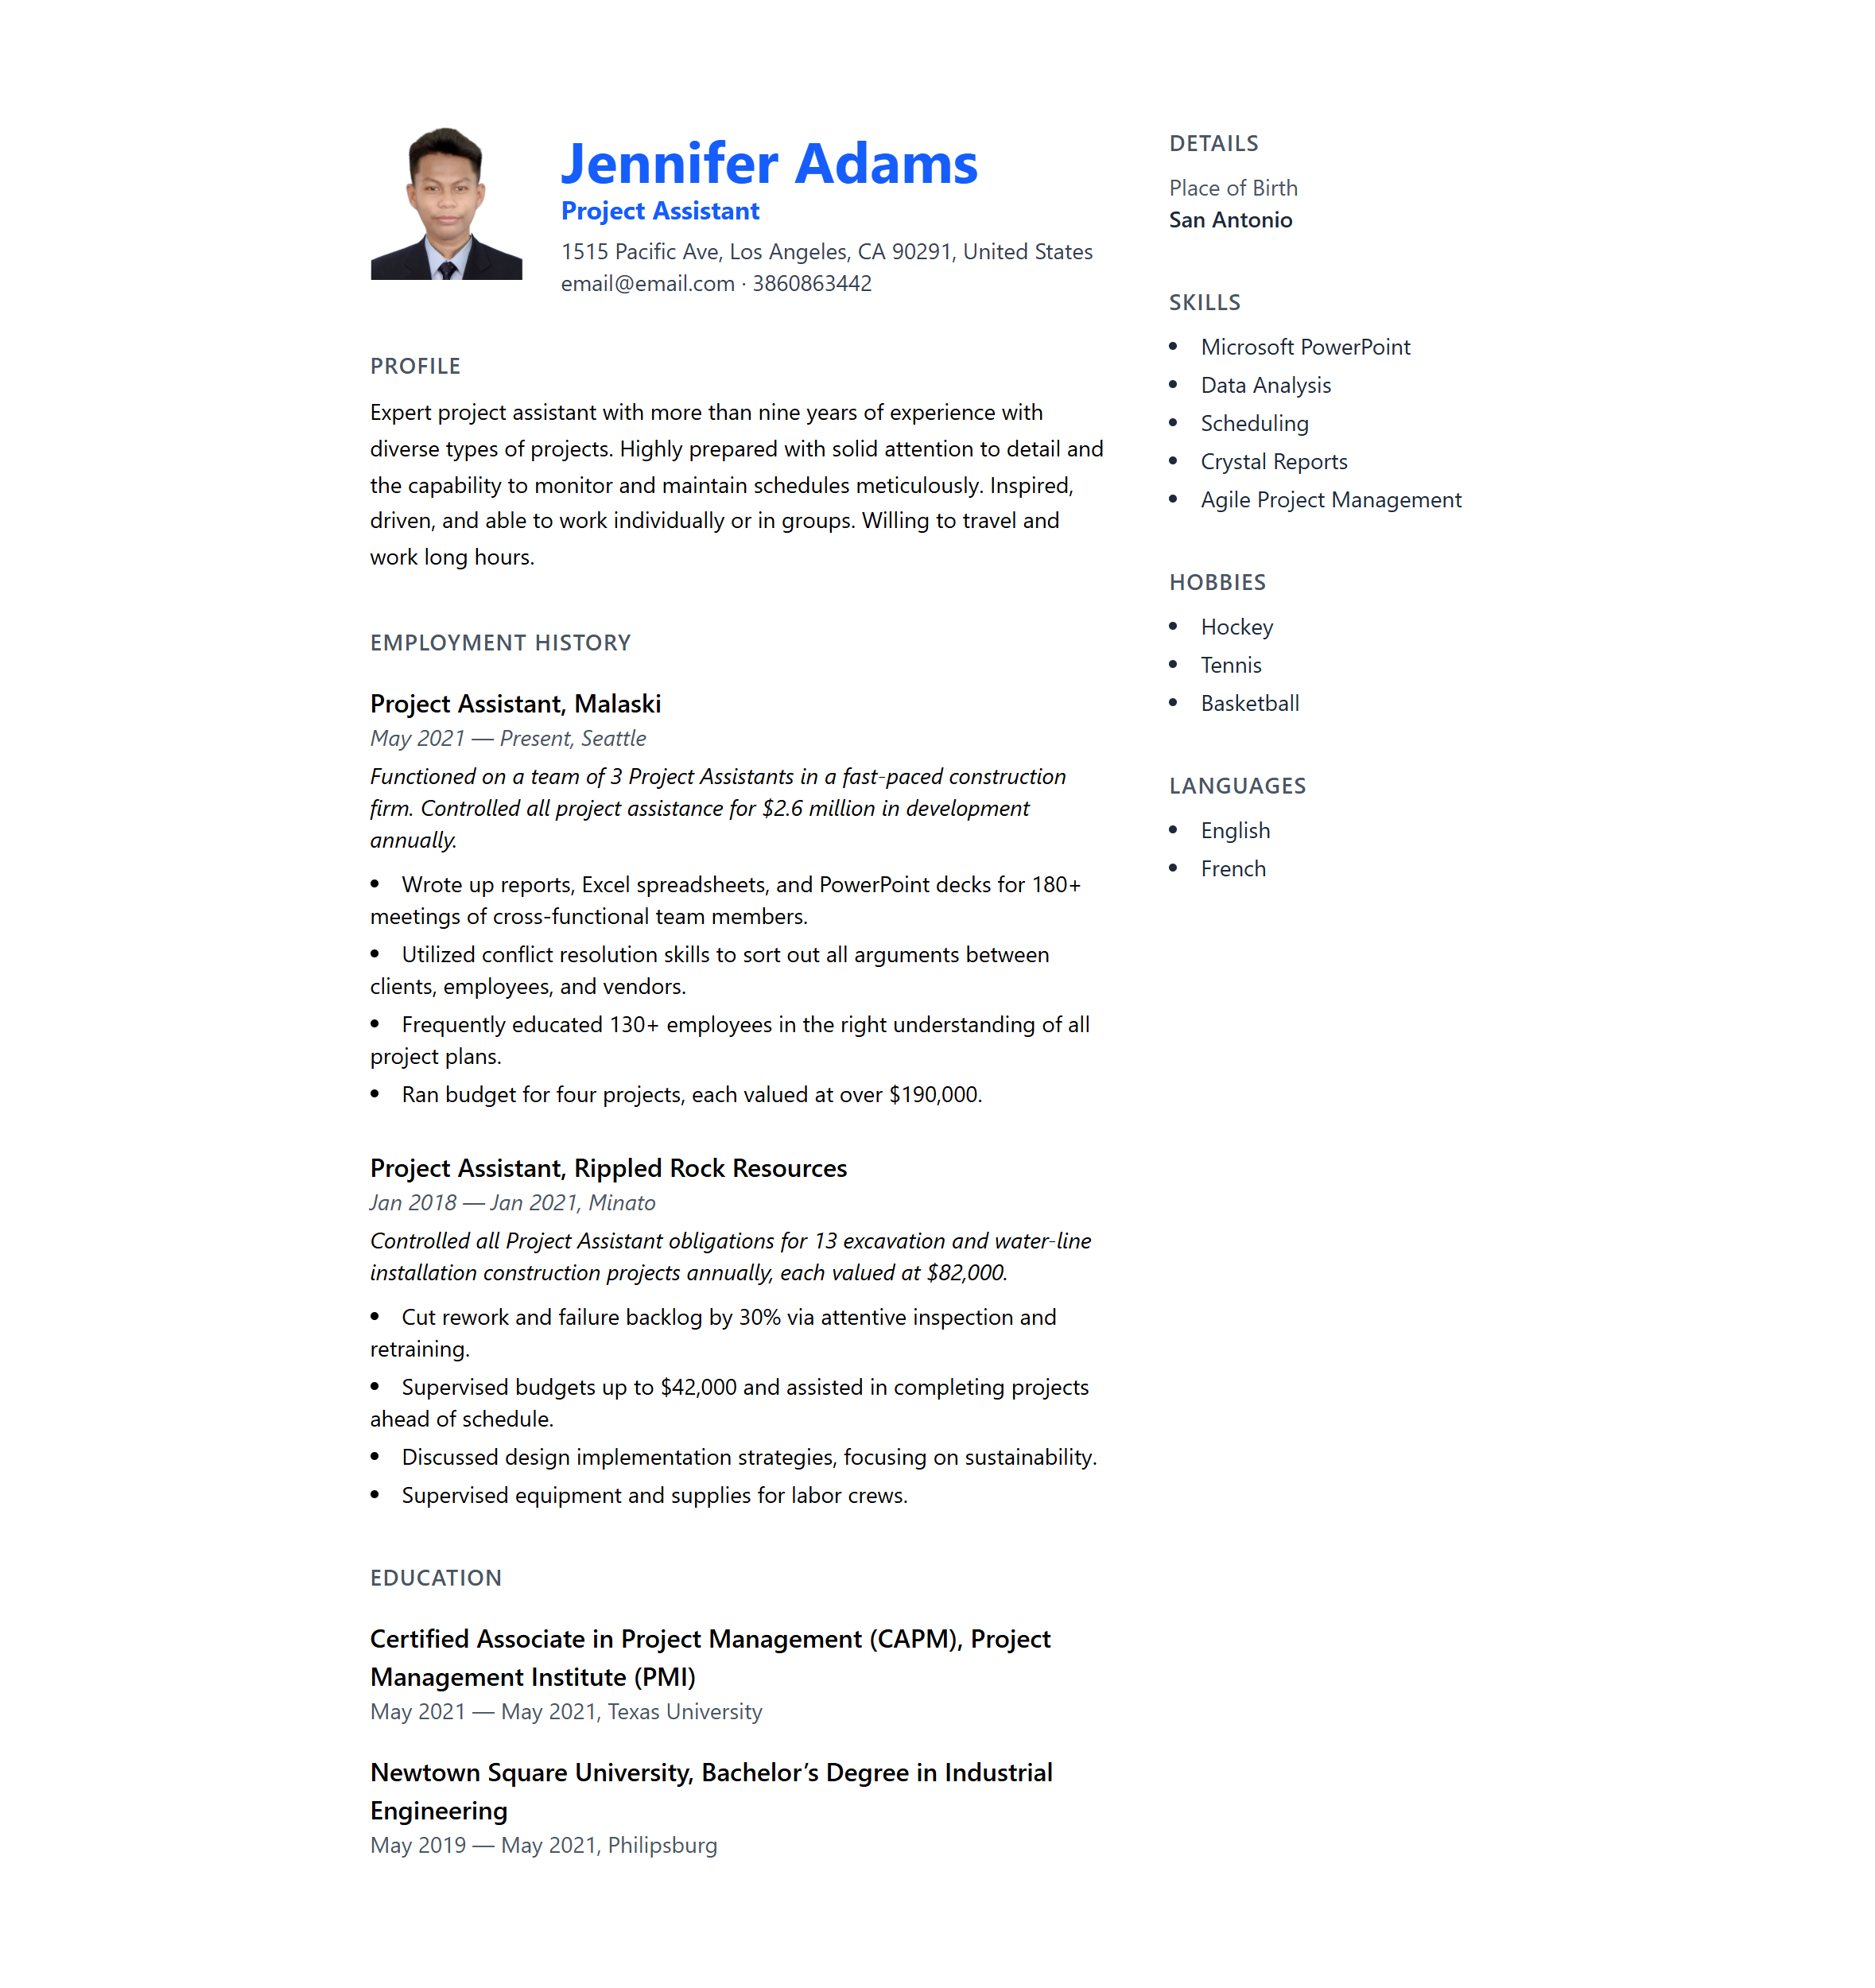 Jennifer Adams
Project Assistant
1515 Pacific Ave, Los Angeles, CA 90291, United States
email@email.com · 3860863442
PROFILE
Expert project assistant with more than nine years of experience with
diverse types of projects. Highly prepared with solid attention to detail and
the capability to monitor and maintain schedules meticulously. Inspired,
driven, and able to work individually or in groups. Willing to travel and
work long hours.
EMPLOYMENT HISTORY
Project Assistant, Malaski
May 2021 — Present, Seattle
Functioned on a team of 3 Project Assistants in a fast-paced construction
firm. Controlled all project assistance for $2.6 million in development
annually.
• Wrote up reports, Excel spreadsheets, and PowerPoint decks for 180+
meetings of cross-functional team members.
• Utilized conflict resolution skills to sort out all arguments between
clients, employees, and vendors.
• Frequently educated 130+ employees in the right understanding of all
project plans.
• Ran budget for four projects, each valued at over $190,000.
Project Assistant, Rippled Rock Resources
Jan 2018 — Jan 2021, Minato
Controlled all Project Assistant obligations for 13 excavation and water-line
installation construction projects annually, each valued at $82,000.
• Cut rework and failure backlog by 30% via attentive inspection and
retraining.
• Supervised budgets up to $42,000 and assisted in completing projects
ahead of schedule.
• Discussed design implementation strategies, focusing on sustainability.
• Supervised equipment and supplies for labor crews.
EDUCATION
Certified Associate in Project Management (CAPM), Project
Management Institute (PMI)
May 2021 — May 2021, Texas University
Newtown Square University, Bachelor’s Degree in Industrial
Engineering
May 2019 — May 2021, Philipsburg
DETAILS
Place of Birth
San Antonio
SKILLS
• Microsoft PowerPoint
• Data Analysis
• Scheduling
• Crystal Reports
• Agile Project Management
HOBBIES
• Hockey
• Tennis
• Basketball
LANGUAGES
• English
• French